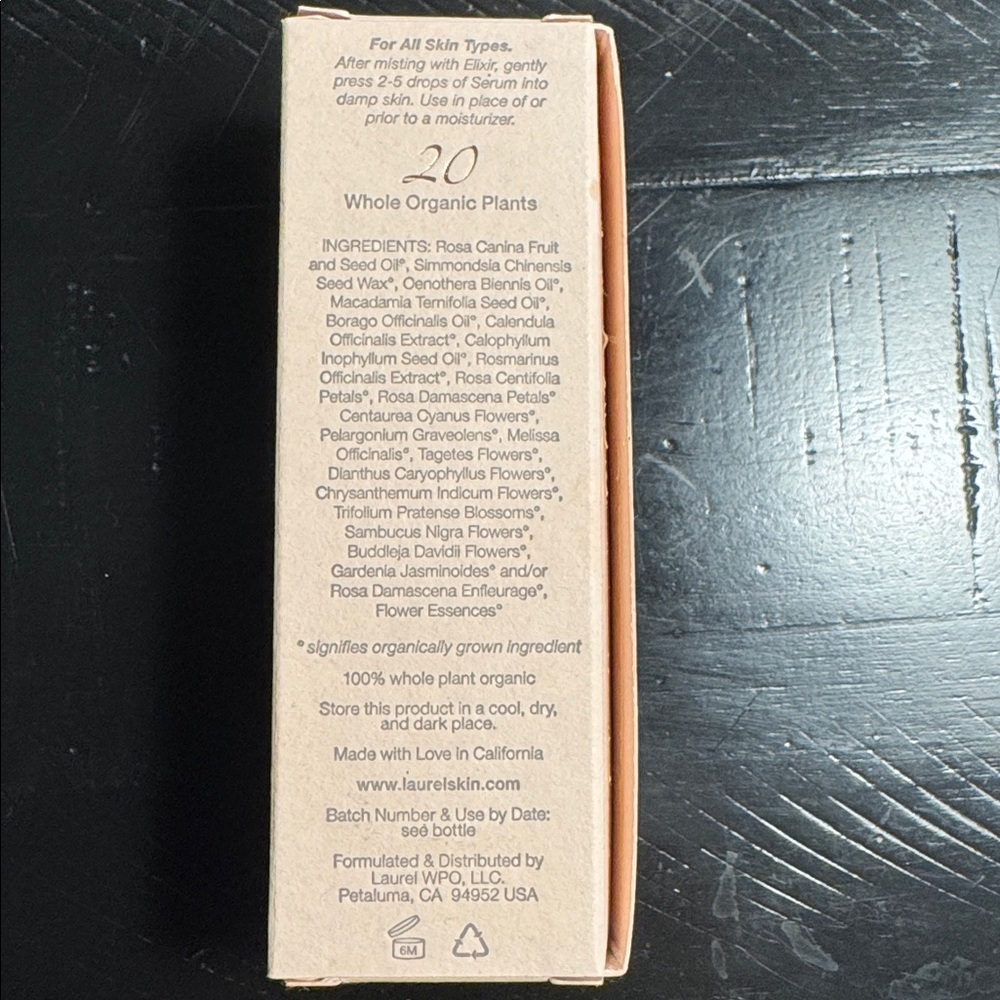 For All Skin Types.
After misting with Elixir, gently
press 2-5 drops of Serum into
damp skin. Use in place of or
prior to a moisturizer.
20
Whole Organic Plants
INGREDIENTS: Rosa Canina Fruit
and Seed Oil°, Simmondsia Chinensis
Seed Wax°, Oenothera Biennis Oil°,
Macadamia Ternifolia Seed Oil°,
Borago Officinalis Oil°, Calendula
Officinalis Extract°, Calophyllum
Inophyllum Seed Oil°, Rosmarinus
Officinalis Extract°, Rosa Centifolia
Petals°, Rosa Damascena Petals°
Centaurea Cyanus Flowers°,
Pelargonium Graveolens°, Melissa
Officinalis°, Tagetes Flowers°,
Dianthus Caryophyllus Flowers°,
Chrysanthemum Indicum Flowers°,
Trifolium Pratense Blossoms°,
Sambucus Nigra Flowers°,
Buddleja Davidii Flowers°,
Gardenia Jasminoides° and/or
Rosa Damascena Enfleurage°,
Flower Essences°
° signifies organically grown ingredient
100% whole plant organic
Store this product in a cool, dry,
and dark place.
Made with Love in California
www.laurelskin.com
Batch Number & Use by Date:
see bottle
Formulated & Distributed by
Laurel WPO, LLC.
Petaluma, CA 94952 USA
6M